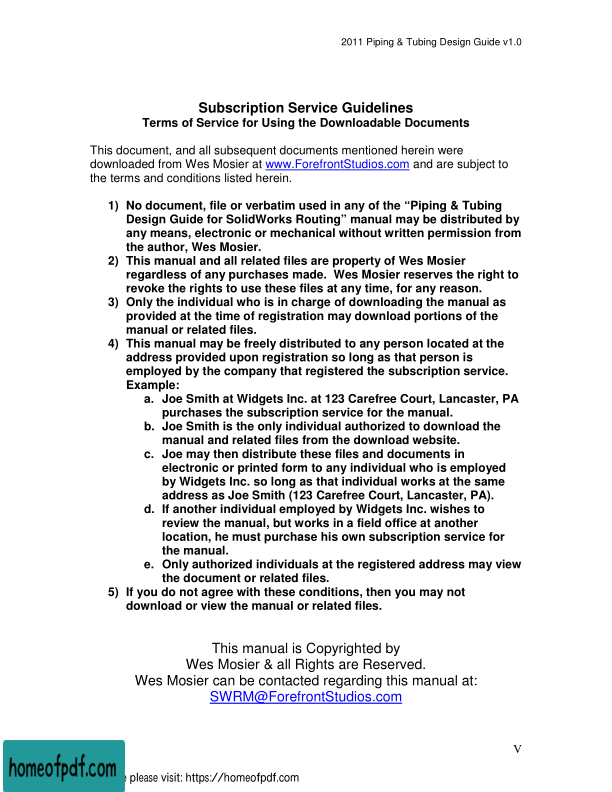 2011 Piping & Tubing Design Guide v1.0
Subscription Service Guidelines
Terms of Service for Using the Downloadable Documents
This document, and all subsequent documents mentioned herein were
downloaded from Wes Mosier at www.ForefrontStudios.com and are subject to
the terms and conditions listed herein.
1) No document, file or verbatim used in any of the “Piping & Tubing
Design Guide for SolidWorks Routing” manual may be distributed by
any means, electronic or mechanical without written permission from
the author, Wes Mosier.
2) This manual and all related files are property of Wes Mosier
regardless of any purchases made. Wes Mosier reserves the right to
revoke the rights to use these files at any time, for any reason.
3) Only the individual who is in charge of downloading the manual as
provided at the time of registration may download portions of the
manual or related files.
4) This manual may be freely distributed to any person located at the
address provided upon registration so long as that person is
employed by the company that registered the subscription service.
Example:
a. Joe Smith at Widgets Inc. at 123 Carefree Court, Lancaster, PA
purchases the subscription service for the manual.
b. Joe Smith is the only individual authorized to download the
manual and related files from the download website.
c. Joe may then distribute these files and documents in
electronic or printed form to any individual who is employed
by Widgets Inc. so long as that individual works at the same
address as Joe Smith (123 Carefree Court, Lancaster, PA).
d. If another individual employed by Widgets Inc. wishes to
review the manual, but works in a field office at another
location, he must purchase his own subscription service for
the manual.
e. Only authorized individuals at the registered address may view
the document or related files.
5) If you do not agree with these conditions, then you may not
download or view the manual or related files.
This manual is Copyrighted by
Wes Mosier & all Rights are Reserved.
Wes Mosier can be contacted regarding this manual at:
SWRM@ForefrontStudios.com
V
homeofpdf.com
please visit: https://homeofpdf.com